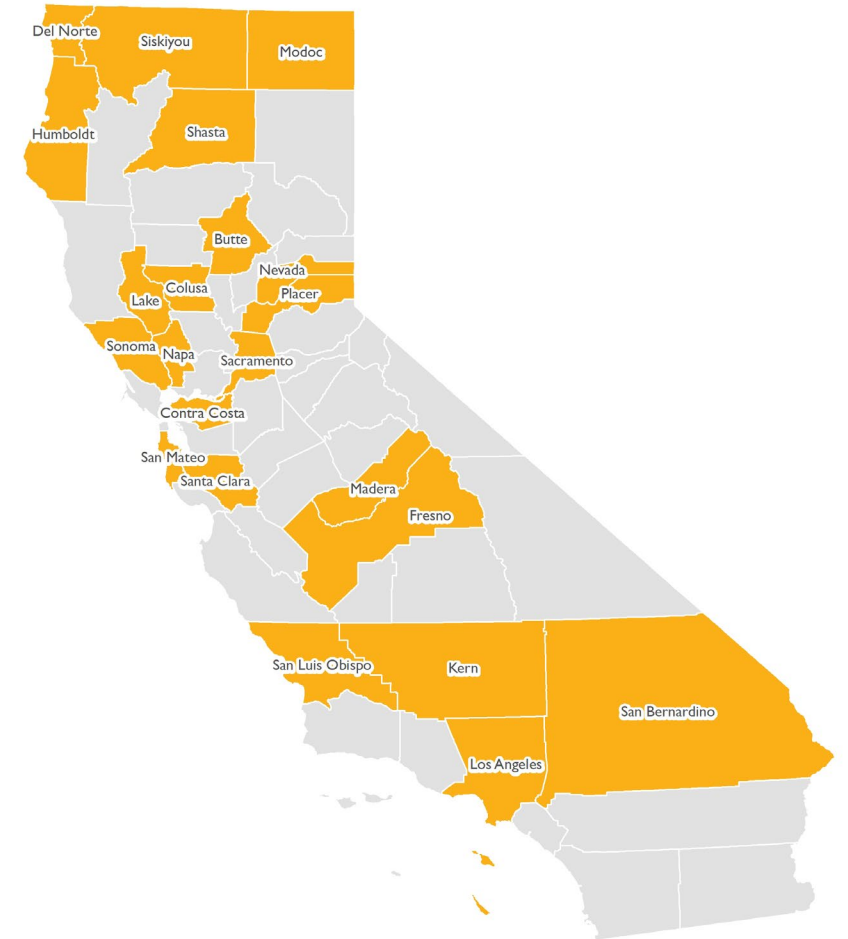 Del Norte
Siskiyou
Modoc
Humboldt
Shasta
Butte
Nevada
Colusa
Placer
Lake
Sonoma
Napa
Sacramento
Contra Costa
San Mateo
Santa Clara
Madera
Fresno
San Luis Obispo
Kern
San Bernardino
Los Angeles